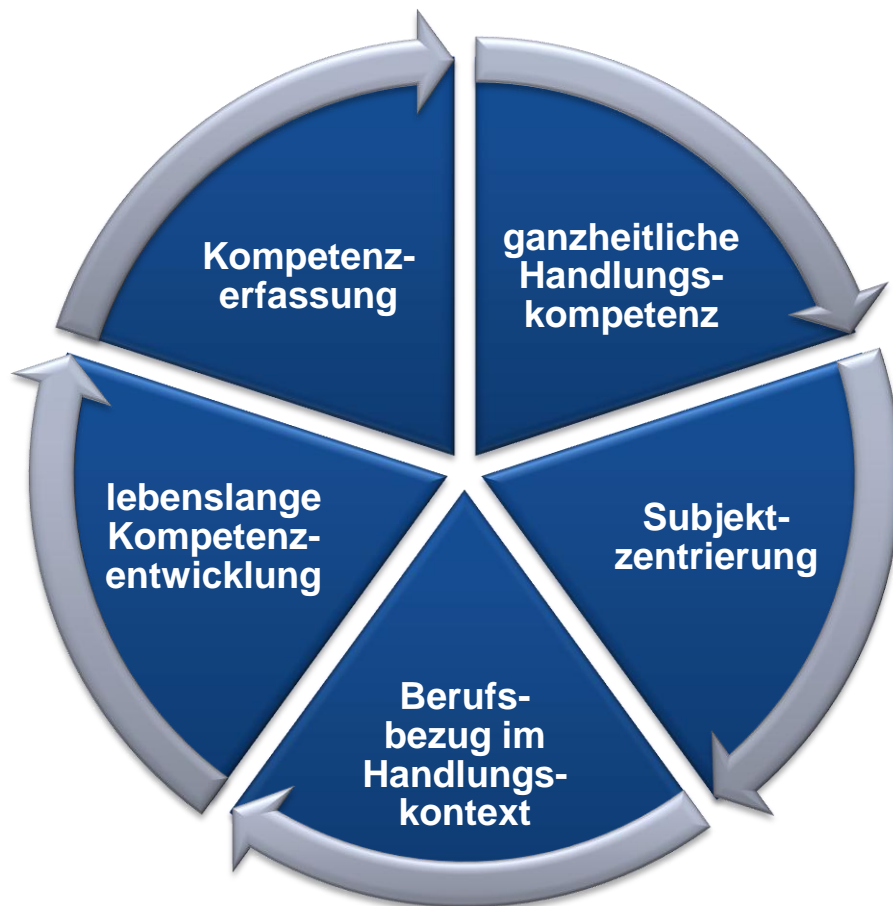 ganzheitliche
Handlungs-
kompetenz
Subjekt-
zentrierung
Berufs-
bezug im
Handlungs-
kontext
lebenslange
Kompetenz-
entwicklung
Kompetenz-
erfassung